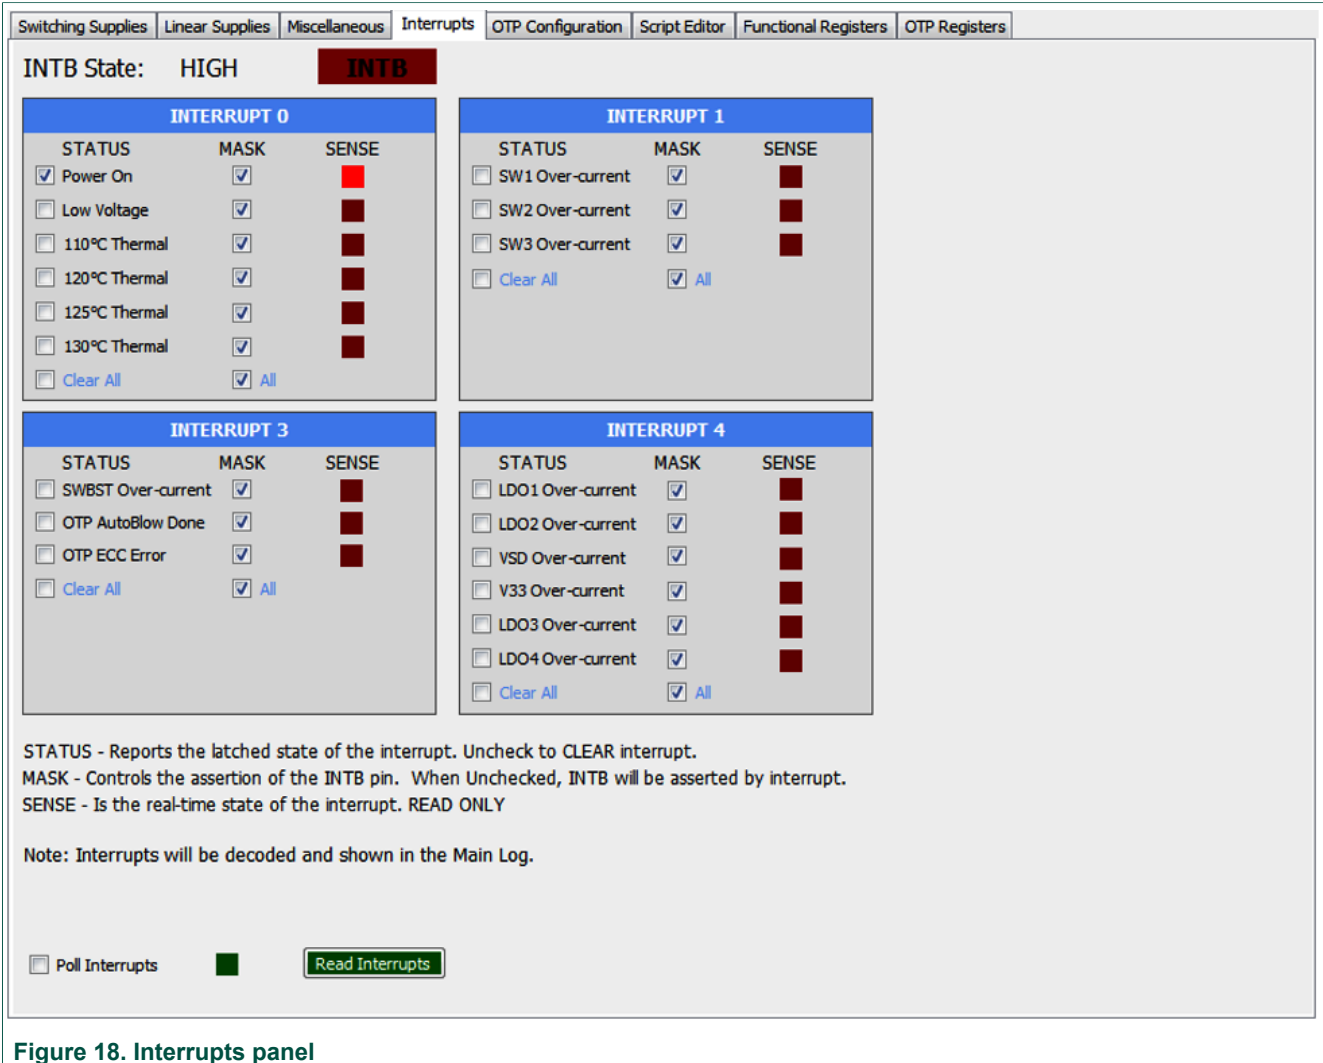 Switching Supplies Linear Supplies Miscellaneous Interrupts OTP Configuration Script Editor Functional Registers OTP Registers
INTB State: HIGH INTB
INTERRUPT 0
STATUS MASK SENSE
Power On
Low Voltage
110°C Thermal
120°C Thermal
125°C Thermal
130°C Thermal
Clear All All
INTERRUPT 1
STATUS MASK SENSE
SW1 Over-current
SW2 Over-current
SW3 Over-current
Clear All All
INTERRUPT 3
STATUS MASK SENSE
SWBST Over-current
OTP AutoBlow Done
OTP ECC Error
Clear All All
INTERRUPT 4
STATUS MASK SENSE
LDO1 Over-current
LDO2 Over-current
VSD Over-current
V33 Over-current
LDO3 Over-current
LDO4 Over-current
Clear All All
STATUS - Reports the latched state of the interrupt. Uncheck to CLEAR interrupt.
MASK - Controls the assertion of the INTB pin. When Unchecked, INTB will be asserted by interrupt.
SENSE - Is the real-time state of the interrupt. READ ONLY
Note: Interrupts will be decoded and shown in the Main Log.
Poll Interrupts Read Interrupts
Figure 18. Interrupts panel